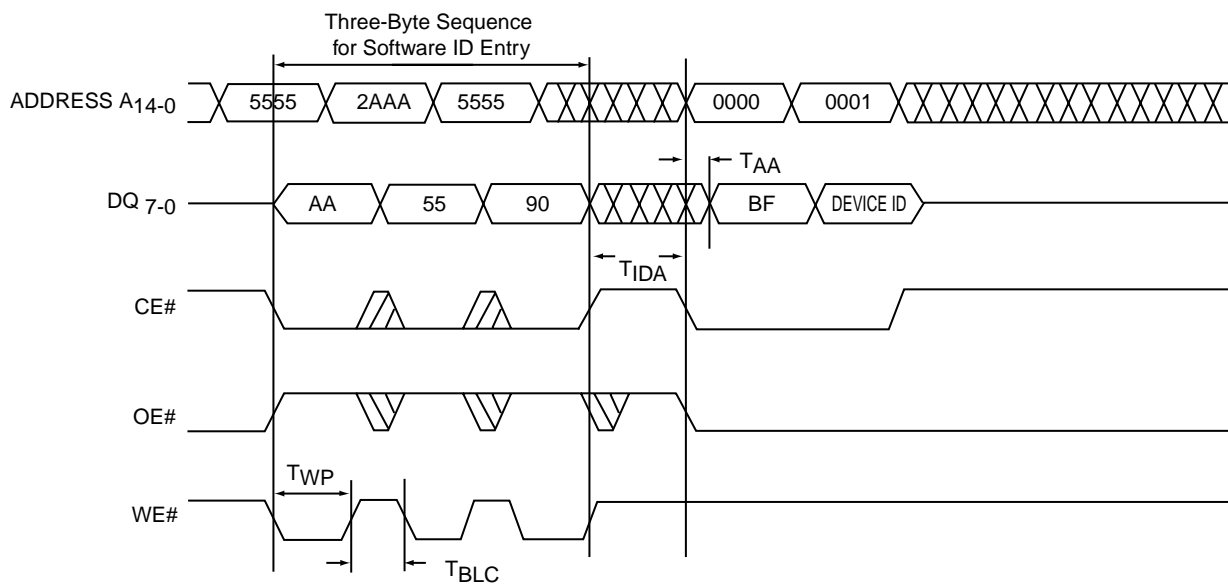 Three-Byte Sequence
for Software ID Entry
ADDRESS A14-0
5555
2AAA
5555
0000
0001
TAA
DQ 7-0
AA
55
90
BF
DEVICE ID
TIDA
CE#
OE#
TWP
WE#
TBLC